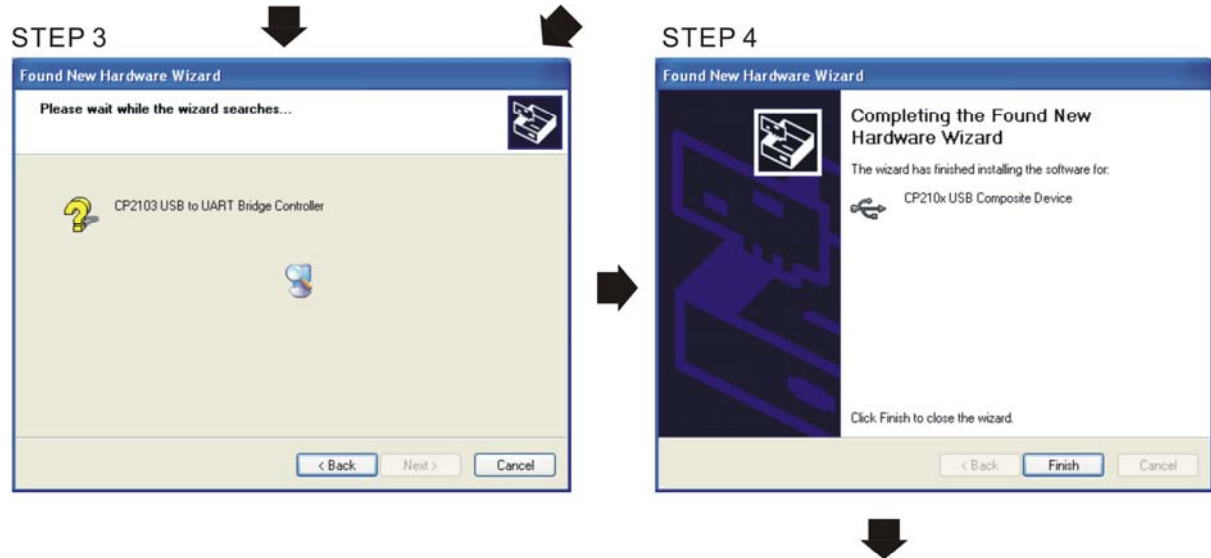 STEP 3
Found New Hardware Wizard
Please wait while the wizard searches...
CP2103 USB to UART Bridge Controller
< Back
Next >
Cancel
STEP 4
Found New Hardware Wizard
Completing the Found New
Hardware Wizard
The wizard has finished installing the software for:
CP210x USB Composite Device
Click Finish to close the wizard.
< Back
Finish
Cancel